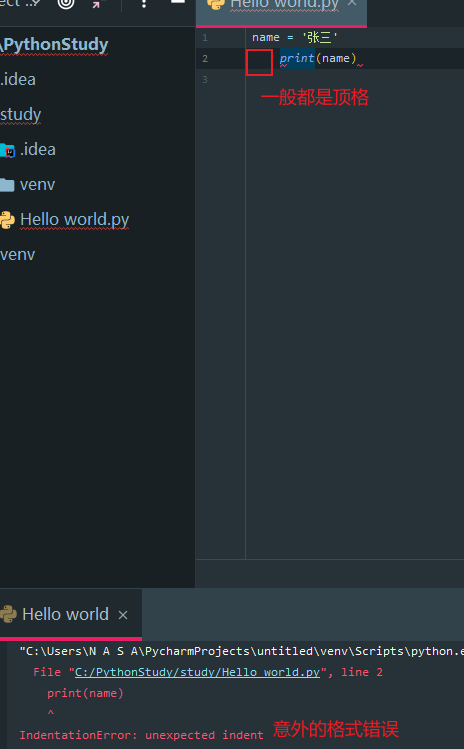 \PythonStudy
.idea
study
.idea
venv
Hello world.py
venv
Hello world.py ×
1 name = '张三'
2 print(name)
3
一般都是顶格
Hello world ×
"C:\Users\N A S A\PycharmProjects\untitled\venv\Scripts\python.e
File "C:/PythonStudy/study/Hello world.py", line 2
print(name)
^
IndentationError: unexpected indent
意外的格式错误